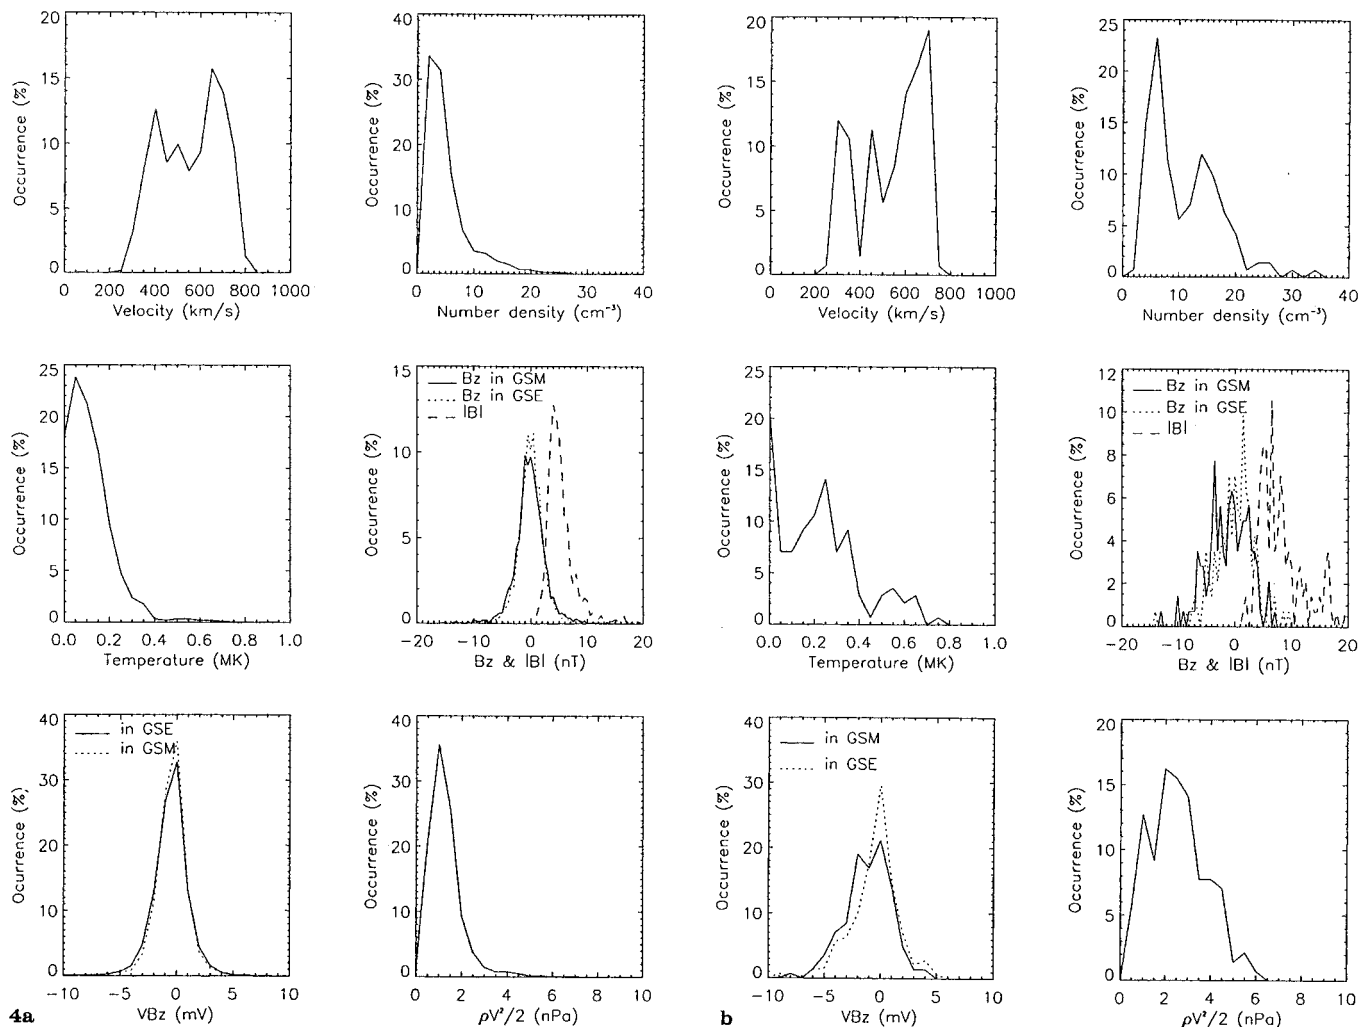 20
15
10
5
0
Occurrence (%)
0 200 400 600 800 1000
Velocity (km/s)
40
30
20
10
0
Occurrence (%)
0 10 20 30 40
Number density (cm⁻³)
20
15
10
5
0
Occurrence (%)
0 200 400 600 800 1000
Velocity (km/s)
25
20
15
10
5
0
Occurrence (%)
0 10 20 30 40
Number density (cm⁻³)
25
20
15
10
5
0
Occurrence (%)
0.0 0.2 0.4 0.6 0.8 1.0
Temperature (MK)
15
10
5
0
Occurrence (%)
Bz in GSM
Bz in GSE
|B|
−20 −10 0 10 20
Bz & |B| (nT)
25
20
15
10
5
0
Occurrence (%)
0.0 0.2 0.4 0.6 0.8 1.0
Temperature (MK)
12
10
8
6
4
2
0
Occurrence (%)
Bz in GSM
Bz in GSE
|B|
−20 −10 0 10 20
Bz & |B| (nT)
40
30
20
10
0
Ocurrence (%)
in GSE
in GSM
−10 −5 0 5 10
VBz (mV)
40
30
20
10
0
Occurrence (%)
0 2 4 6 8 10
ρV²/2 (nPa)
40
30
20
10
0
Ocurrence (%)
in GSM
in GSE
−10 −5 0 5 10
VBz (mV)
20
15
10
5
0
Occurrence (%)
0 2 4 6 8 10
ρV²/2 (nPa)
4a
b